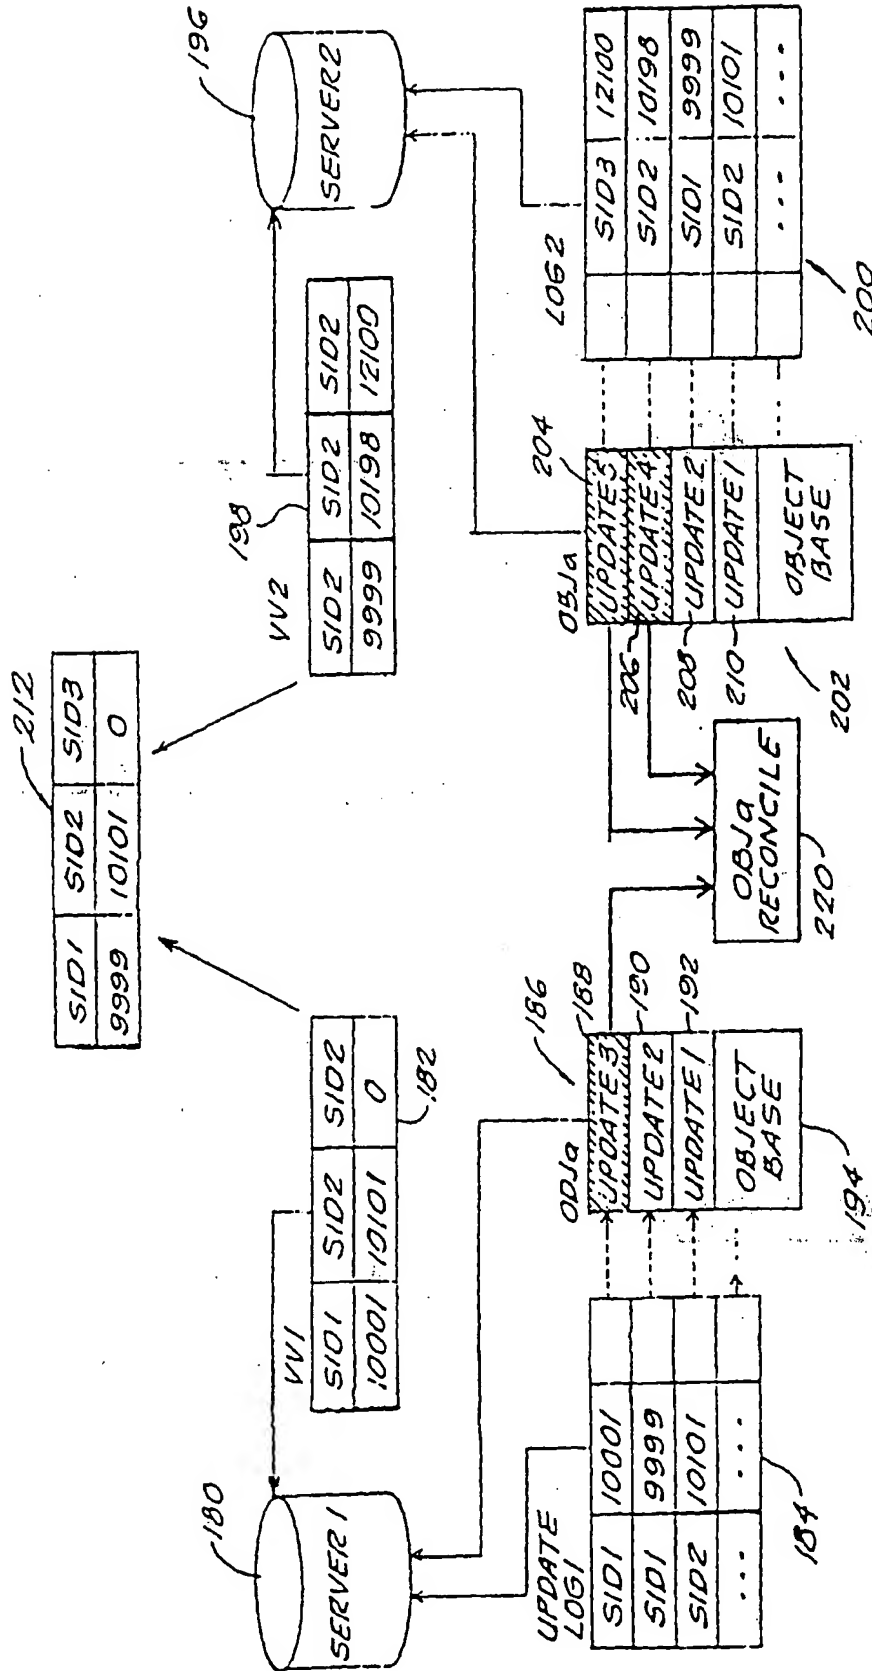 212
SID1 SID2 SID3
9999 10101 0
180
SERVER 1
VV1
SID1 SID2 SID2
10001 10101 0
182
VV2
198
SID2 SID2 SID2
9999 10198 12100
196
SERVER2
UPDATE
LOG1
SID1 10001
SID1 9999
SID2 10101
... ...
184
ODJa
186
UPDATE3 188
UPDATE2 190
UPDATE1 192
OBJECT
BASE
194
OBJa
RECONCILE
220
OBJa
204
UPDATE5
206 UPDATE4
208 UPDATE2
210 UPDATE1
OBJECT
BASE
202
LOG2
SID3 12100
SID2 10198
SID1 9999
SID2 10101
... ...
200